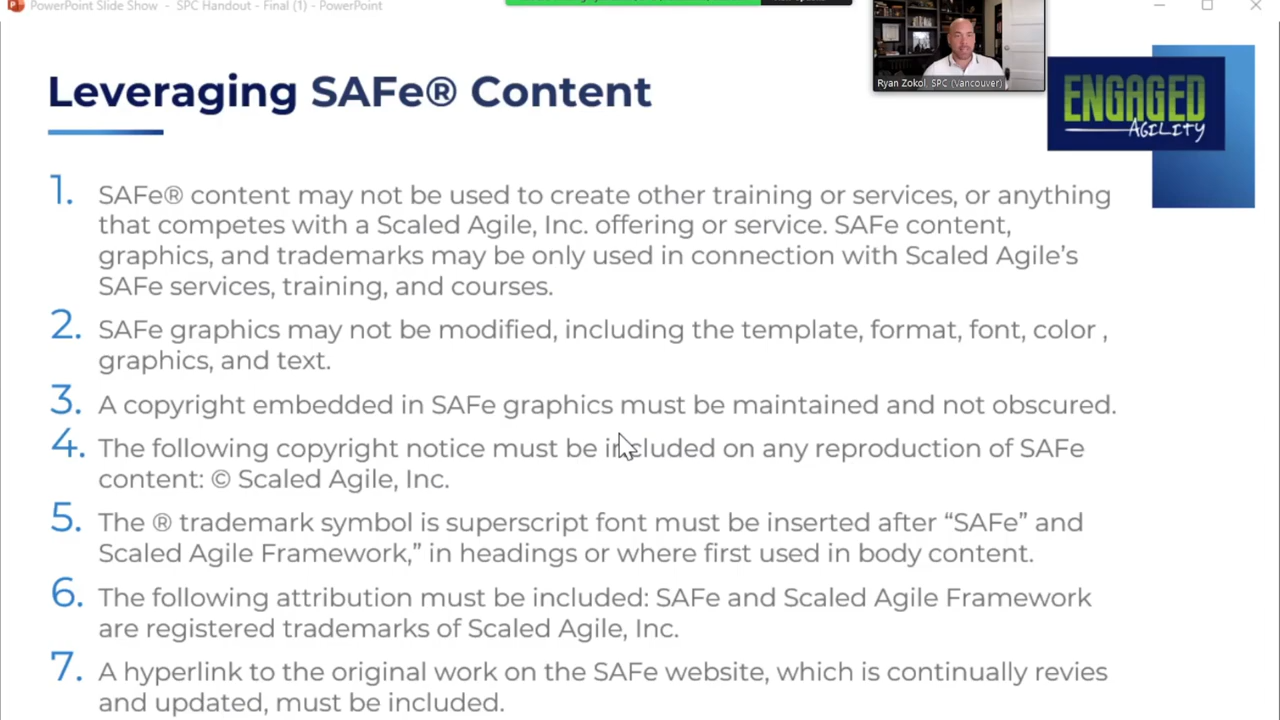 PowerPoint Slide Show - SPC Handout - Final (1) - PowerPoint
Ryan Zokol, SPC (Vancouver)
Leveraging SAFe® Content
ENGAGED
AGILITY
1. SAFe® content may not be used to create other training or services, or anything
that competes with a Scaled Agile, Inc. offering or service. SAFe content,
graphics, and trademarks may be only used in connection with Scaled Agile’s
SAFe services, training, and courses.
2. SAFe graphics may not be modified, including the template, format, font, color ,
graphics, and text.
3. A copyright embedded in SAFe graphics must be maintained and not obscured.
4. The following copyright notice must be included on any reproduction of SAFe
content: © Scaled Agile, Inc.
5. The ® trademark symbol is superscript font must be inserted after “SAFe” and
Scaled Agile Framework,” in headings or where first used in body content.
6. The following attribution must be included: SAFe and Scaled Agile Framework
are registered trademarks of Scaled Agile, Inc.
7. A hyperlink to the original work on the SAFe website, which is continually revies
and updated, must be included.